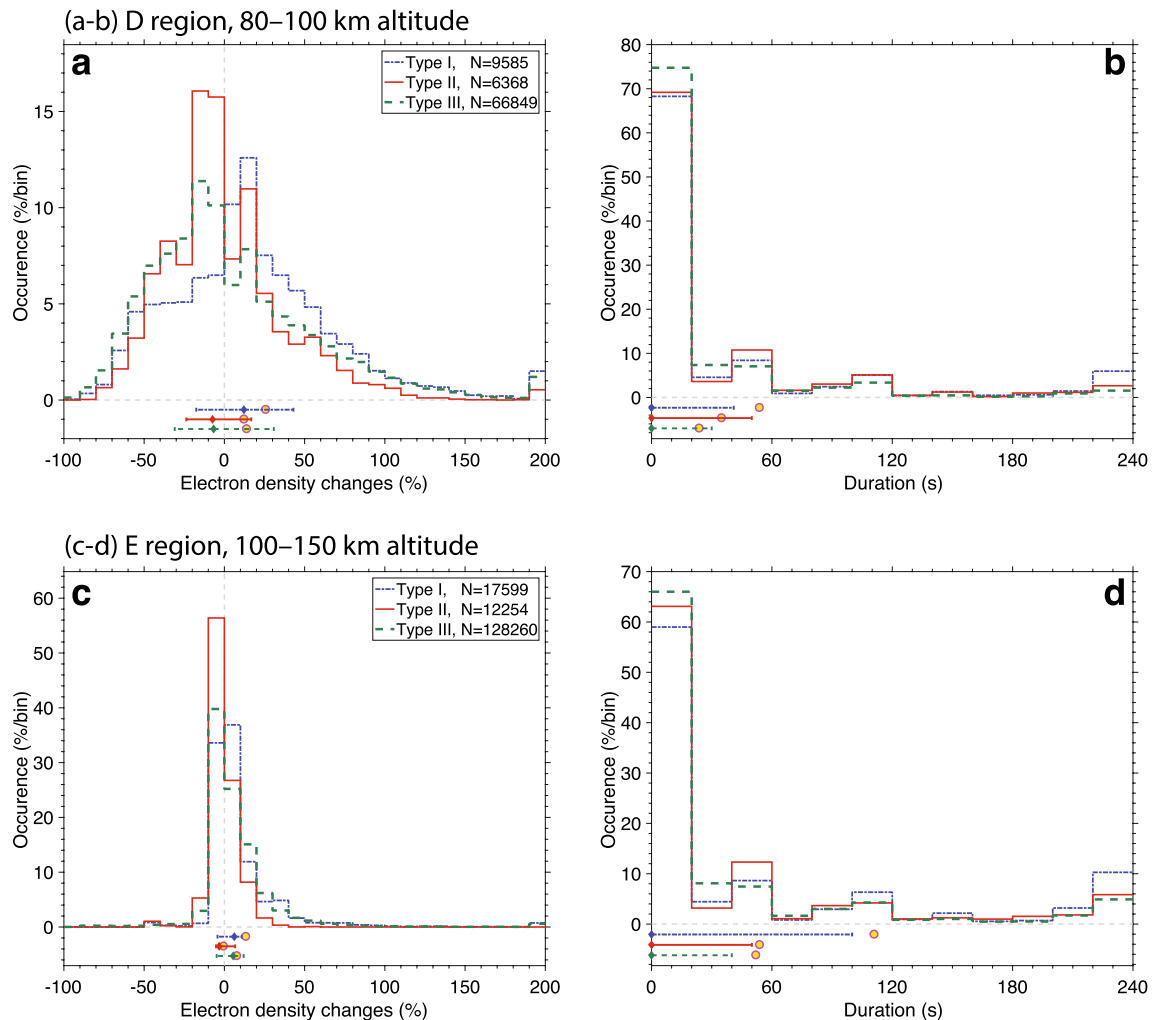 (a-b) D region, 80–100 km altitude
a
Type I, N=9585
Type II, N=6368
Type III, N=66849
Occurence (%/bin)
15
10
5
0
-100 -50 0 50 100 150 200
Electron density changes (%)
b
Occurence (%/bin)
80
70
60
50
40
30
20
10
0
0 60 120 180 240
Duration (s)
(c-d) E region, 100–150 km altitude
c
Type I, N=17599
Type II, N=12254
Type III, N=128260
Occurence (%/bin)
60
50
40
30
20
10
0
-100 -50 0 50 100 150 200
Electron density changes (%)
d
Occurence (%/bin)
70
60
50
40
30
20
10
0
0 60 120 180 240
Duration (s)